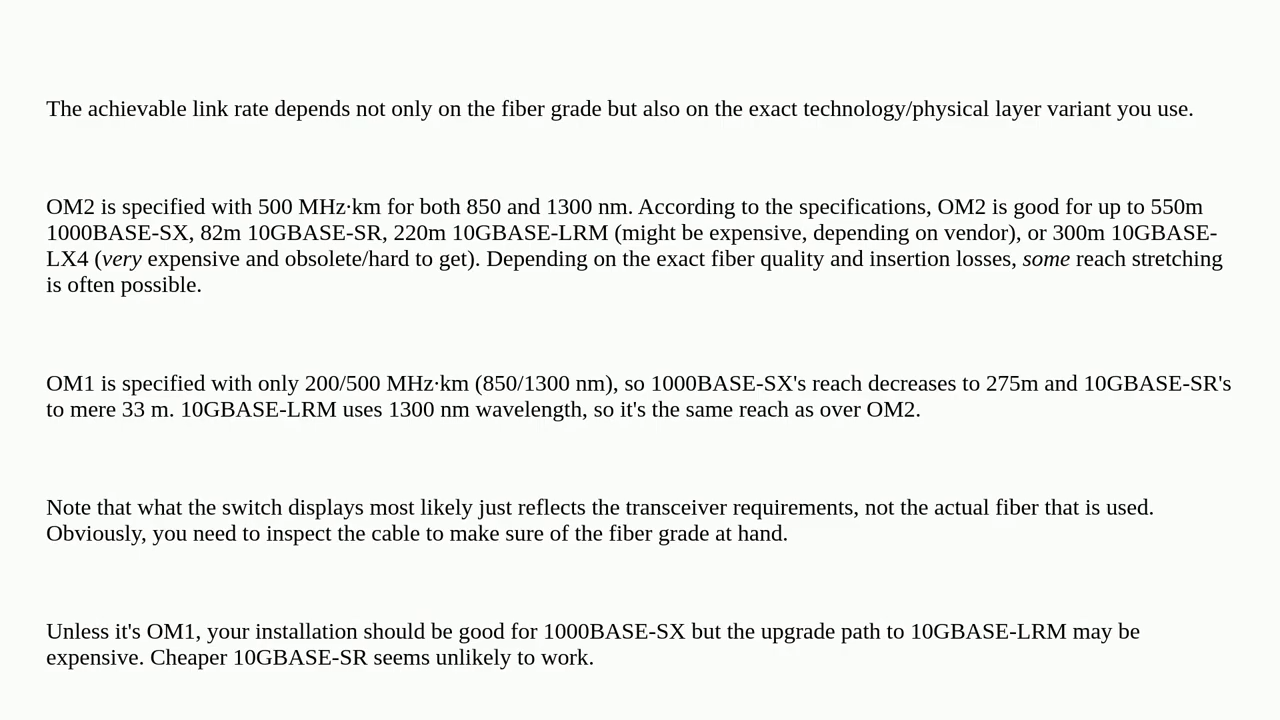 The achievable link rate depends not only on the fiber grade but also on the exact technology/physical layer variant you use.
OM2 is specified with 500 MHz·km for both 850 and 1300 nm. According to the specifications, OM2 is good for up to 550m
1000BASE-SX, 82m 10GBASE-SR, 220m 10GBASE-LRM (might be expensive, depending on vendor), or 300m 10GBASE-
LX4 (very expensive and obsolete/hard to get). Depending on the exact fiber quality and insertion losses, some reach stretching
is often possible.
OM1 is specified with only 200/500 MHz·km (850/1300 nm), so 1000BASE-SX's reach decreases to 275m and 10GBASE-SR's
to mere 33 m. 10GBASE-LRM uses 1300 nm wavelength, so it's the same reach as over OM2.
Note that what the switch displays most likely just reflects the transceiver requirements, not the actual fiber that is used.
Obviously, you need to inspect the cable to make sure of the fiber grade at hand.
Unless it's OM1, your installation should be good for 1000BASE-SX but the upgrade path to 10GBASE-LRM may be
expensive. Cheaper 10GBASE-SR seems unlikely to work.